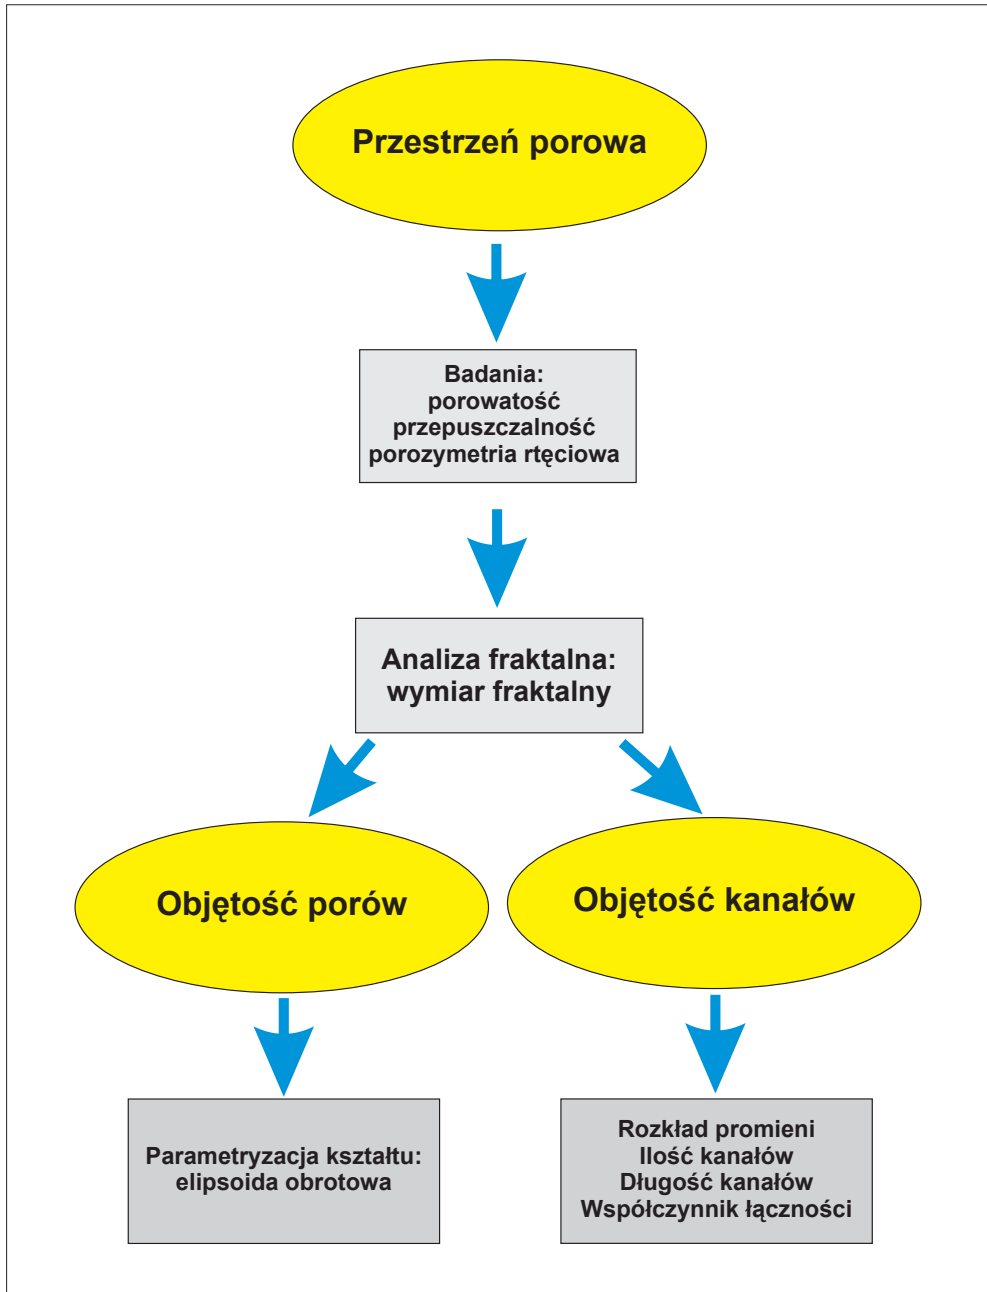 Przestrzeń porowa
Badania:
porowatość
przepuszczalność
porozymetria rtęciowa
Analiza fraktalna:
wymiar fraktalny
Objętość porów
Objętość kanałów
Parametryzacja kształtu:
elipsoida obrotowa
Rozkład promieni
Ilość kanałów
Długość kanałów
Współczynnik łączności